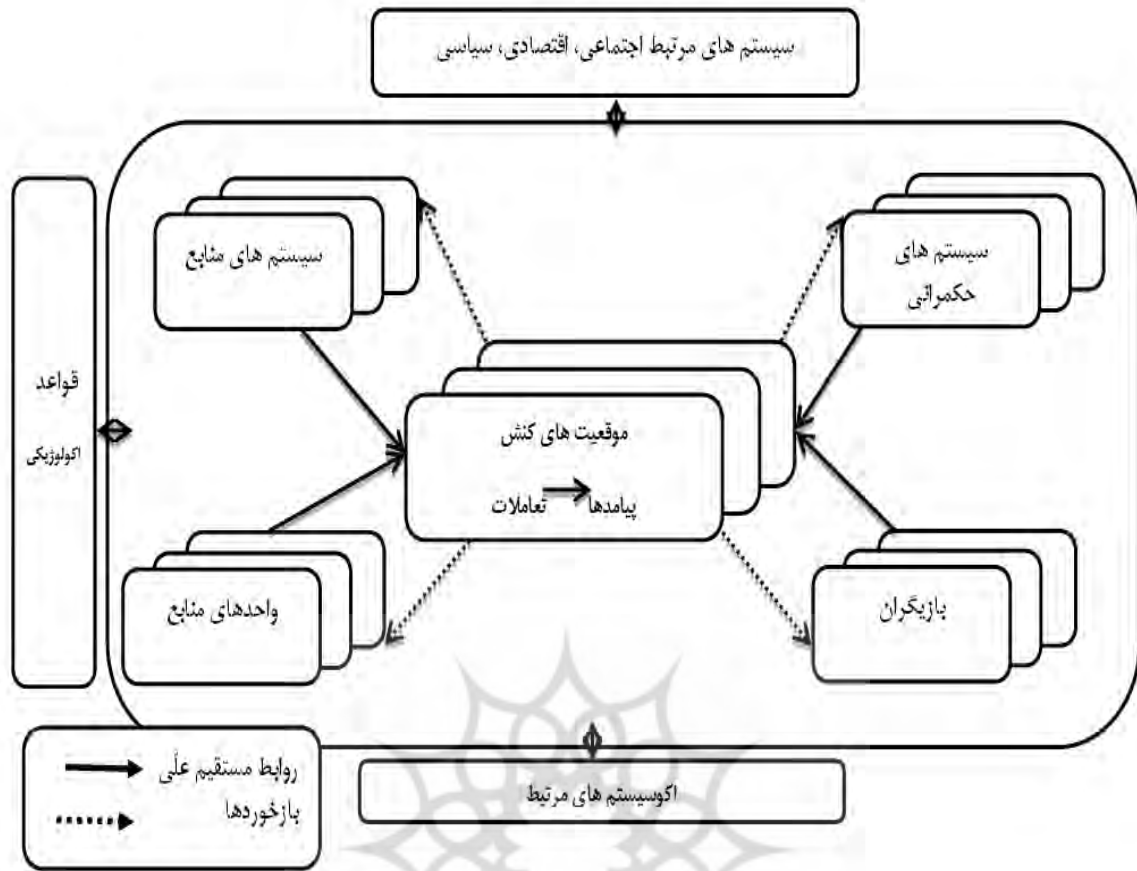 سیستم های مرتبط اجتماعی، اقتصادی، سیاسی
سیستم های
حکمرانی
سیستم های منابع
قواعد
اکولوژیکی
موقعیت های کنش
تعاملات پیامدها
بازیگران
واحدهای منابع
روابط مستقیم علّی
بازخوردها
اکوسیستم های مرتبط